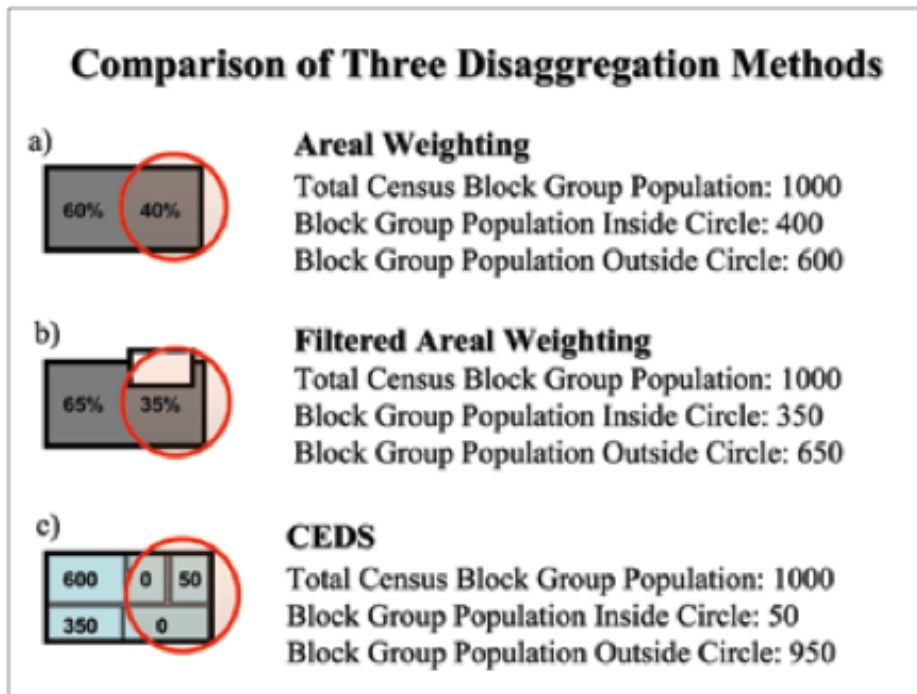 Comparison of Three Disaggregation Methods
a)
60% 40%
Areal Weighting
Total Census Block Group Population: 1000
Block Group Population Inside Circle: 400
Block Group Population Outside Circle: 600
b)
65% 35%
Filtered Areal Weighting
Total Census Block Group Population: 1000
Block Group Population Inside Circle: 350
Block Group Population Outside Circle: 650
c)
600 0 50
350 0
CEDS
Total Census Block Group Population: 1000
Block Group Population Inside Circle: 50
Block Group Population Outside Circle: 950